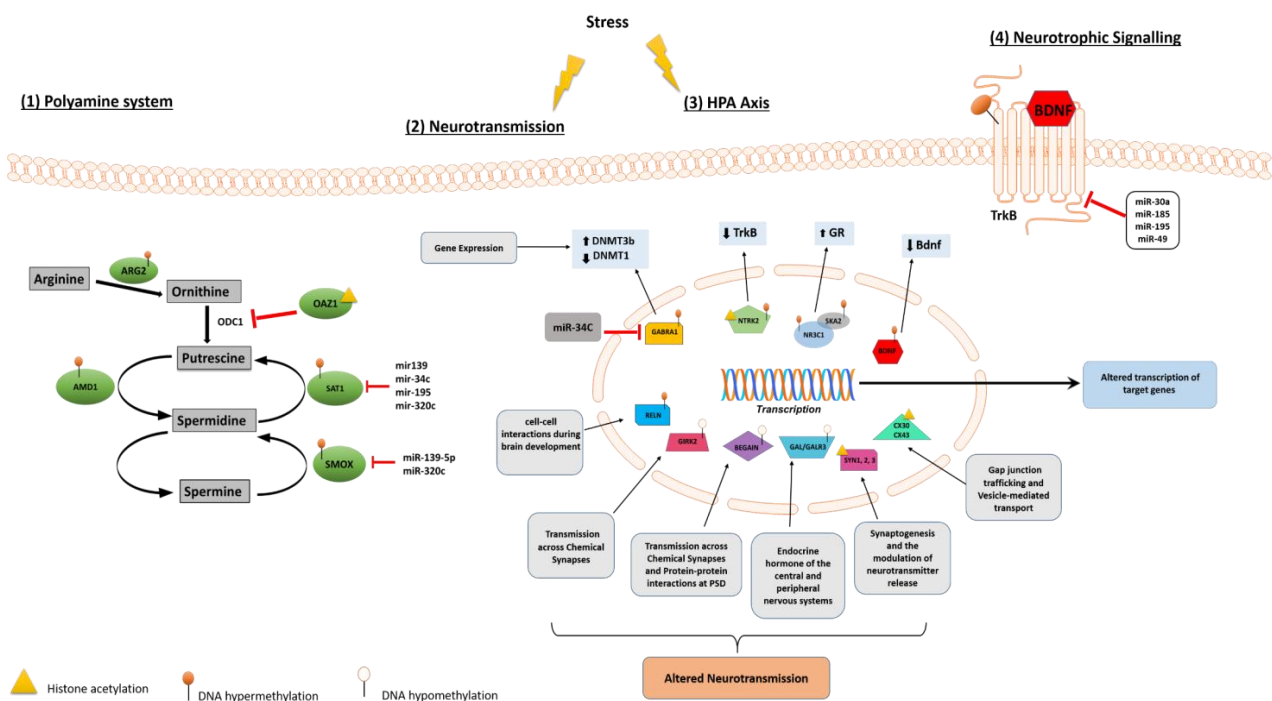 Stress
(4) Neurotrophic Signalling
(1) Polyamine system
(3) HPA Axis
(2) Neurotransmission
BDNF
TrkB
miR-30a
miR-185
miR-195
miR-49
Arginine
ARG2
Ornithine
OAZ1
ODC1
Putrescine
AMD1
SAT1
mir139
mir-34c
mir-195
mir-320c
Spermidine
SMOX
miR-139-5p
miR-320c
Spermine
Gene Expression
DNMT3b
DNMT1
TrkB
GR
Bdnf
miR-34C
GABRA1
NTRK2
SKA2
NR3C1
BDNF
Transcription
Altered transcription of
target genes
cell-cell
interactions during
brain development
RELN
GIRK2
BEGAIN
GAL/GALR3
SYN1, 2, 3
CX30
CX43
Gap junction
trafficking and
Vesicle-mediated
transport
Transmission
across Chemical
Synapses
Transmission across
Chemical Synapses
and Protein-protein
interactions at PSD
Endocrine
hormone of the
central and
peripheral
nervous systems
Synaptogenesis
and the
modulation of
neurotransmitter
release
Altered Neurotransmission
Histone acetylation
DNA hypermethylation
DNA hypomethylation